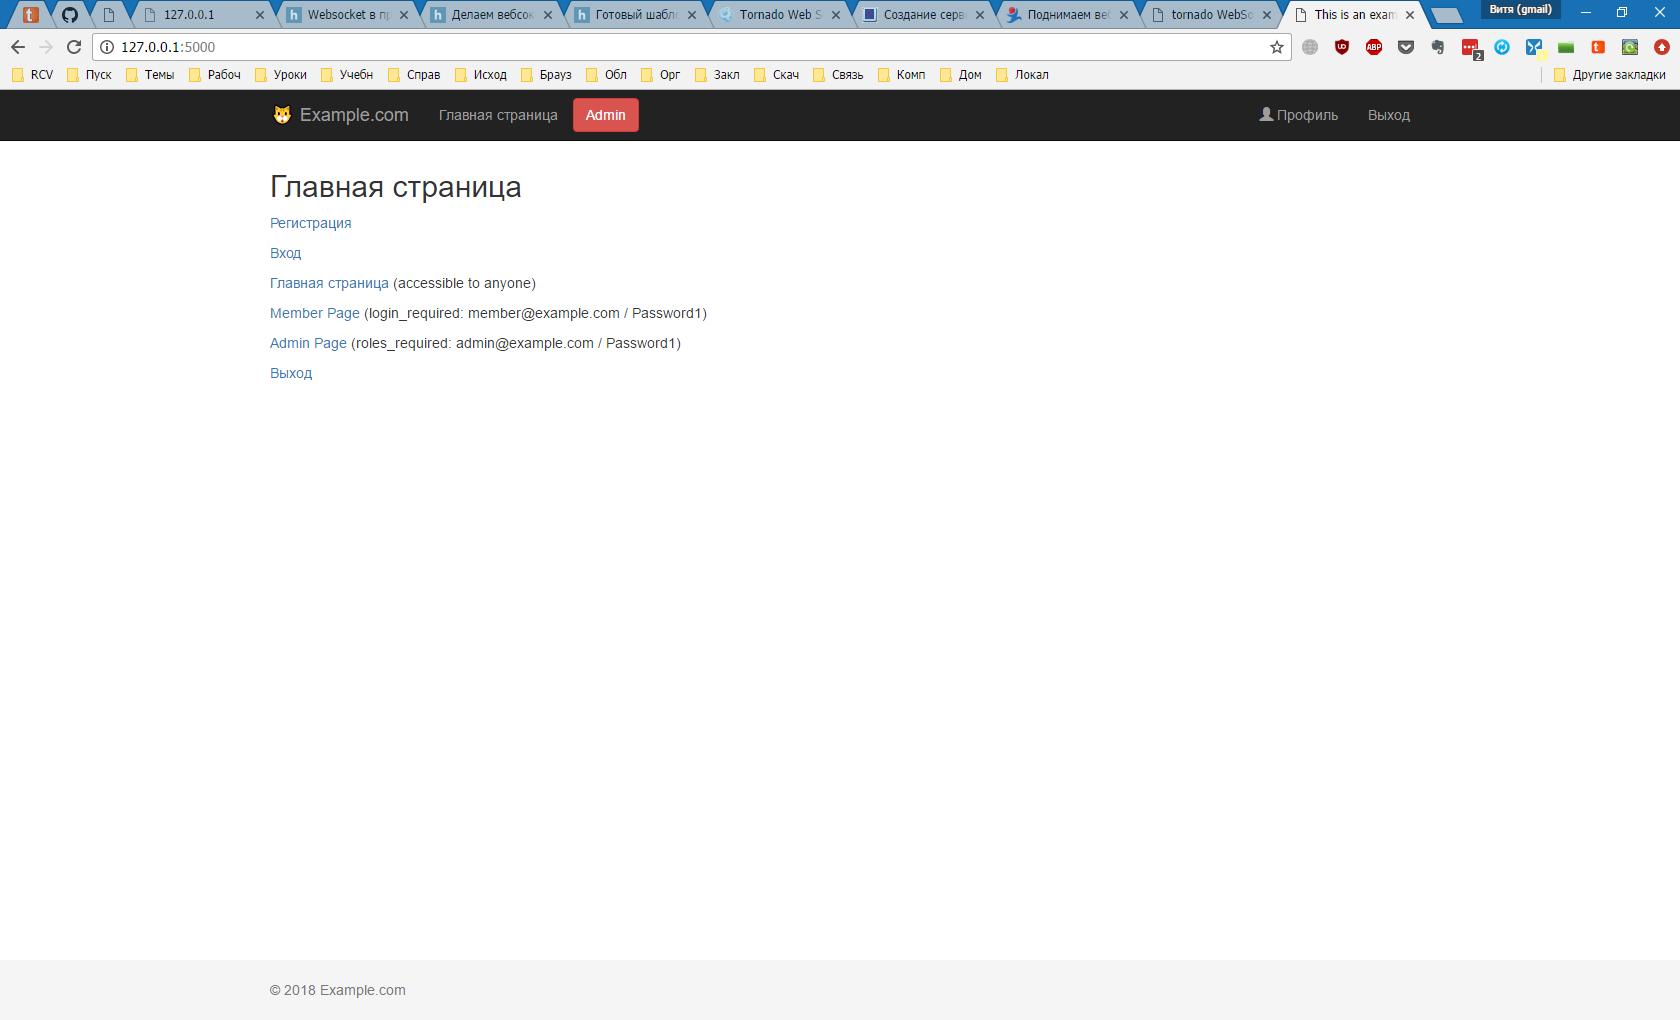 127.0.0.1 Websocket в пр Делаем вебсок Готовый шабло Tornado Web S Создание серв Поднимаем веб tornado WebSo This is an exam Витя (gmail)
127.0.0.1:5000 ABP 2
RCV Пуск Темы Рабоч Уроки Учебн Справ Исход Брауз Обл Орг Закл Скач Связь Комп Дом Локал Другие закладки
Example.com Главная страница Admin Профиль Выход
Главная страница
Регистрация
Вход
Главная страница (accessible to anyone)
Member Page (login_required: member@example.com / Password1)
Admin Page (roles_required: admin@example.com / Password1)
Выход
© 2018 Example.com